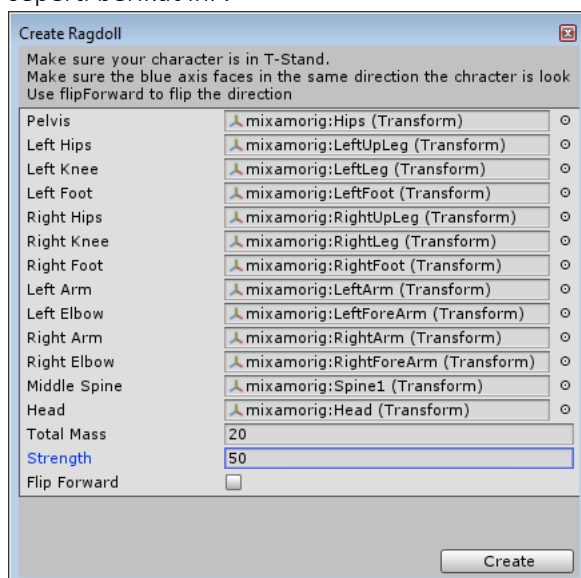 seperti berikut ini :
Create Ragdoll
Make sure your character is in T-Stand.
Make sure the blue axis faces in the same direction the chracter is look
Use flipForward to flip the direction
Pelvis mixamorig:Hips (Transform)
Left Hips mixamorig:LeftUpLeg (Transform)
Left Knee mixamorig:LeftLeg (Transform)
Left Foot mixamorig:LeftFoot (Transform)
Right Hips mixamorig:RightUpLeg (Transform)
Right Knee mixamorig:RightLeg (Transform)
Right Foot mixamorig:RightFoot (Transform)
Left Arm mixamorig:LeftArm (Transform)
Left Elbow mixamorig:LeftForeArm (Transform)
Right Arm mixamorig:RightArm (Transform)
Right Elbow mixamorig:RightForeArm (Transform)
Middle Spine mixamorig:Spine1 (Transform)
Head mixamorig:Head (Transform)
Total Mass 20
Strength 50
Flip Forward
Create